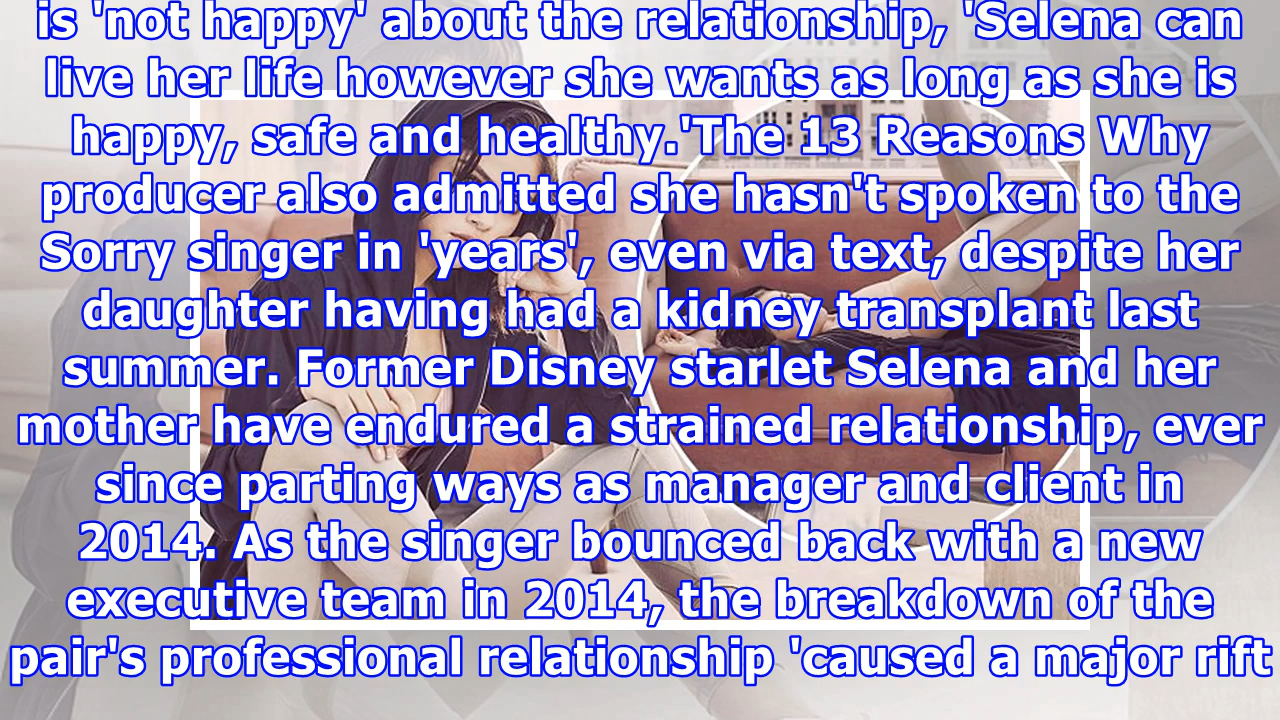 is 'not happy' about the relationship, 'Selena can
live her life however she wants as long as she is
happy, safe and healthy.'The 13 Reasons Why
producer also admitted she hasn't spoken to the
Sorry singer in 'years', even via text, despite her
daughter having had a kidney transplant last
summer. Former Disney starlet Selena and her
mother have endured a strained relationship, ever
since parting ways as manager and client in
2014. As the singer bounced back with a new
executive team in 2014, the breakdown of the
pair's professional relationship 'caused a major rift